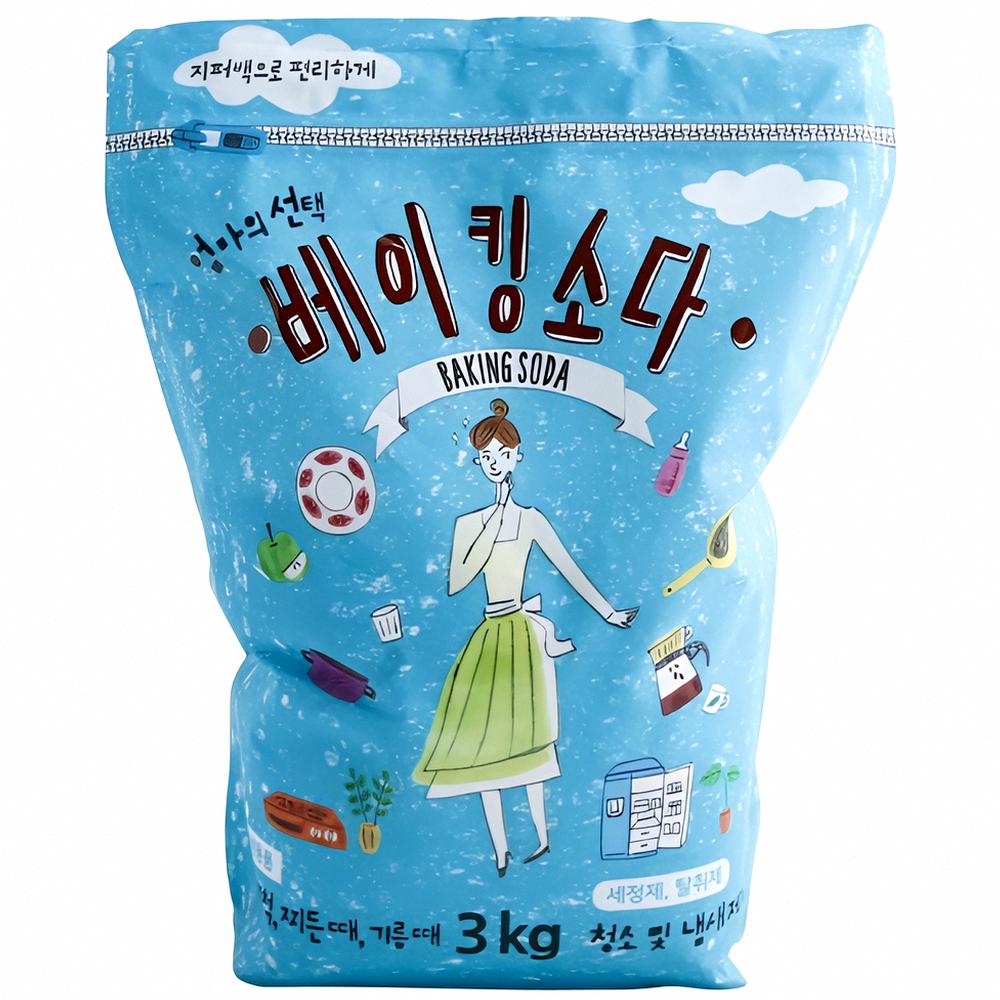 지퍼백으로 편리하게
엄마의 선택
베이킹소다
BAKING SODA
세정제, 탈취제
찌든때, 기름때 3kg 청소 및 냄새제